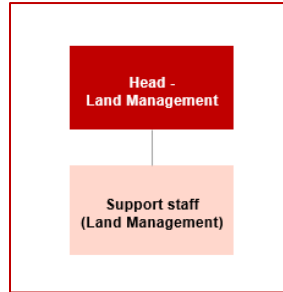 Head -
Land Management
Support staff
(Land Management)